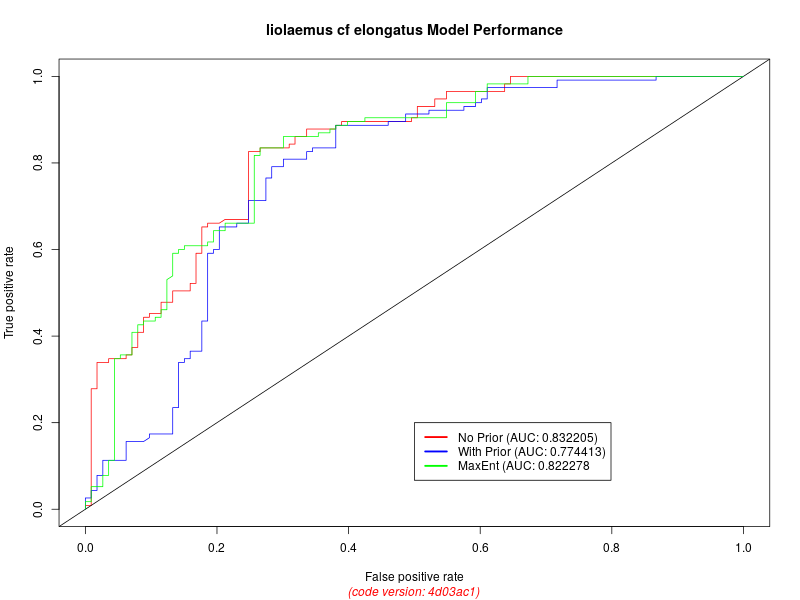 liolaemus cf elongatus Model Performance
True positive rate
1.0
0.8
0.6
0.4
0.2
0.0
No Prior (AUC: 0.832205)
With Prior (AUC: 0.774413)
MaxEnt (AUC: 0.822278
0.0 0.2 0.4 0.6 0.8 1.0
False positive rate
(code version: 4d03ac1)